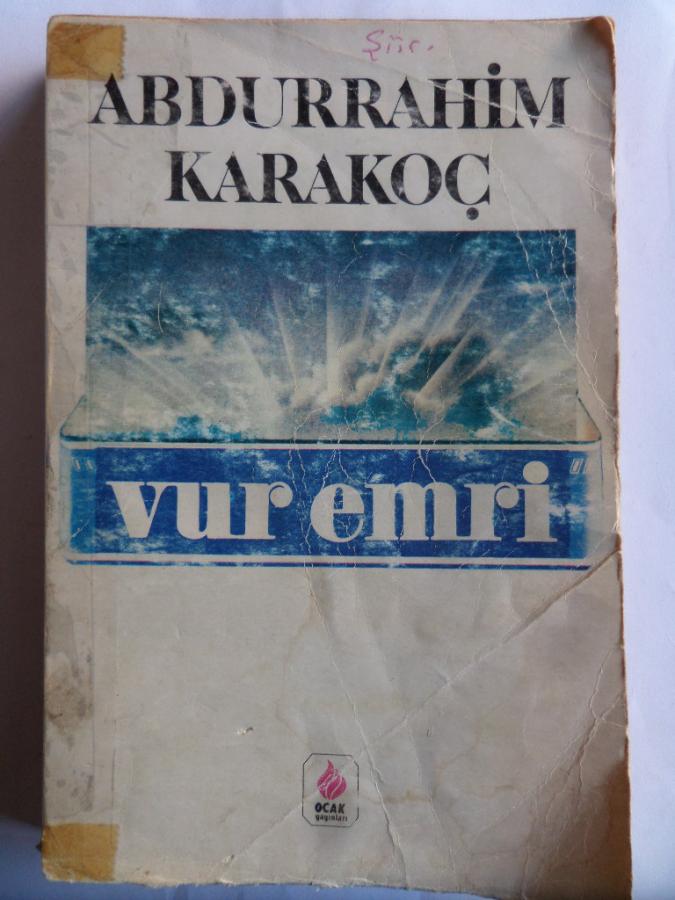 Şiir.
ABDURRAHİM
KARAKOÇ
vur emri
OCAK
yayınları